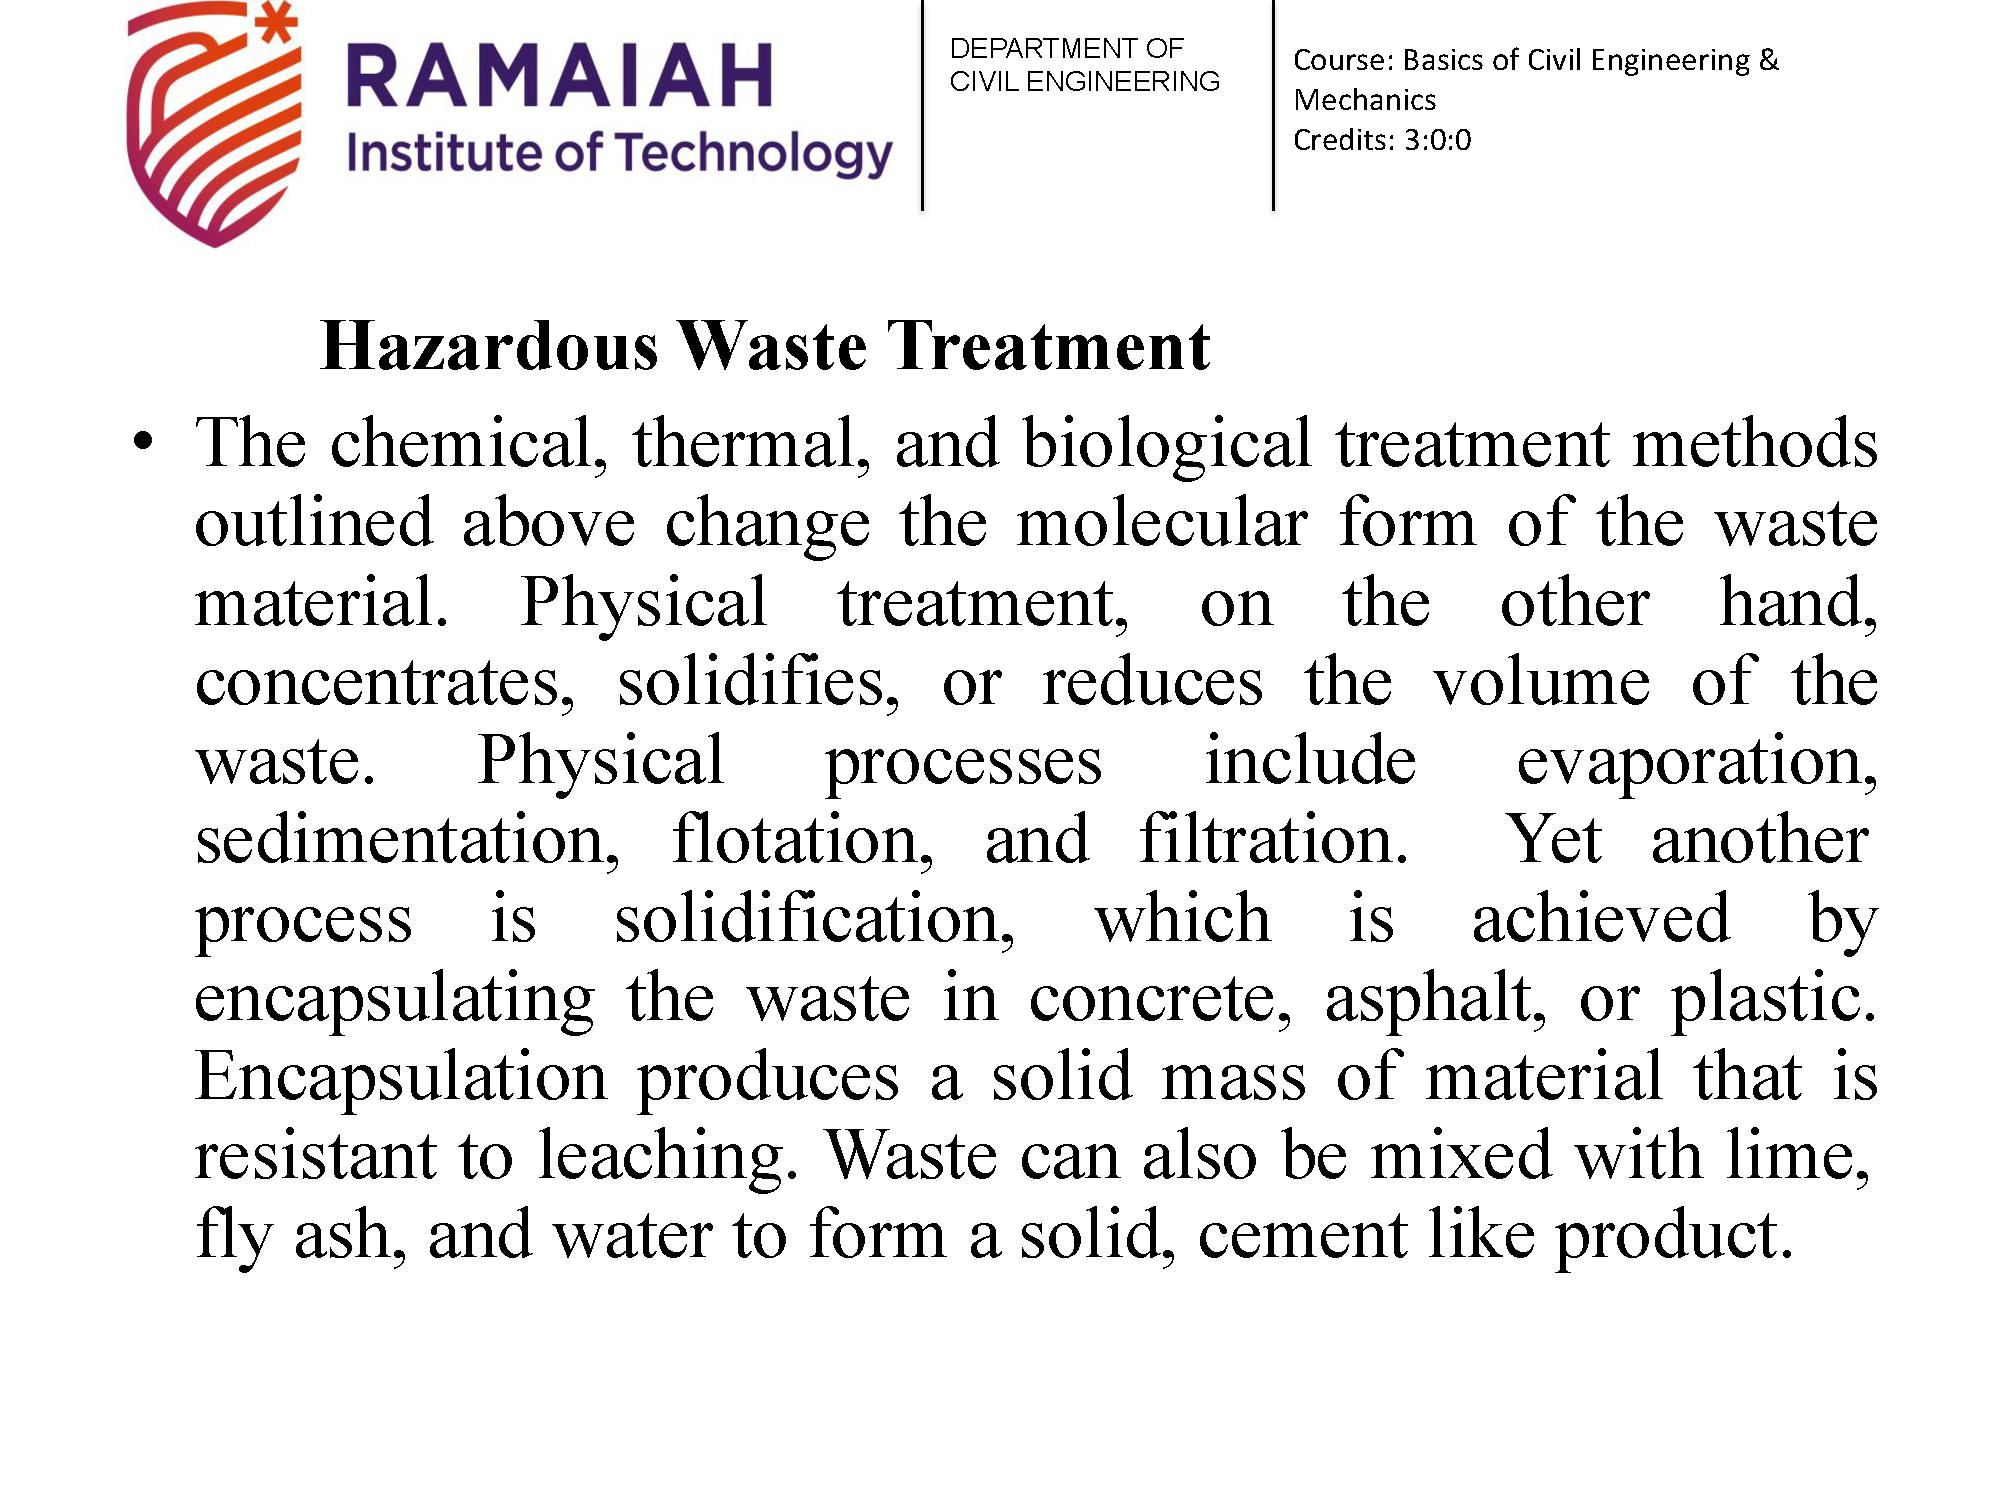 RAMAIAH
Institute of Technology
DEPARTMENT OF
CIVIL ENGINEERING
Course: Basics of Civil Engineering &
Mechanics
Credits: 3:0:0
Hazardous Waste Treatment
• The chemical, thermal, and biological treatment methods
outlined above change the molecular form of the waste
material. Physical treatment, on the other hand,
concentrates, solidifies, or reduces the volume of the
waste. Physical processes include evaporation,
sedimentation, flotation, and filtration. Yet another
process is solidification, which is achieved by
encapsulating the waste in concrete, asphalt, or plastic.
Encapsulation produces a solid mass of material that is
resistant to leaching. Waste can also be mixed with lime,
fly ash, and water to form a solid, cement like product.